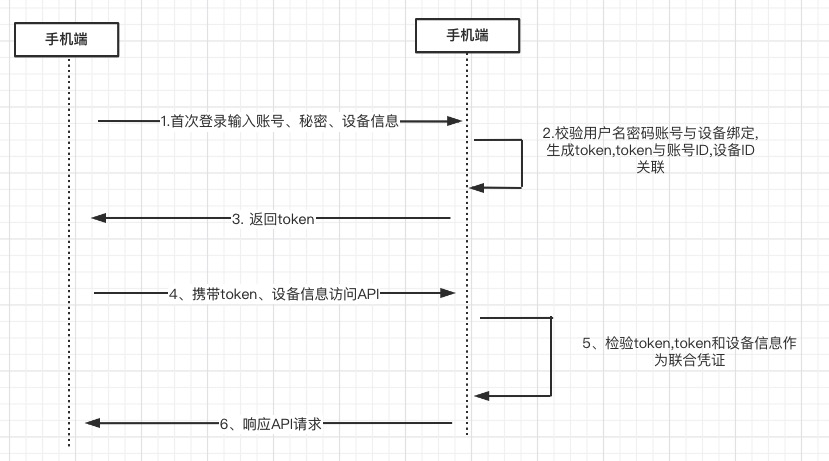 手机端
手机端
1.首次登录输入账号、秘密、设备信息
2.校验用户名密码账号与设备绑定,
生成token,token与账号ID,设备ID
关联
3. 返回token
4、携带token、设备信息访问API
5、检验token,token和设备信息作
为联合凭证
6、响应API请求